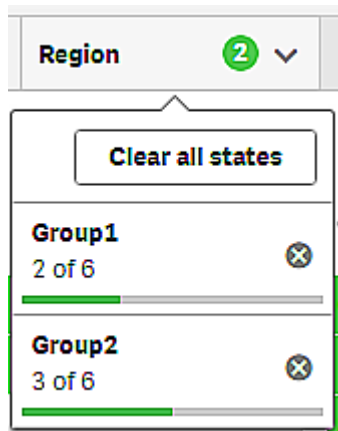 Region 2
Clear all states
Group1
2 of 6
Group2
3 of 6